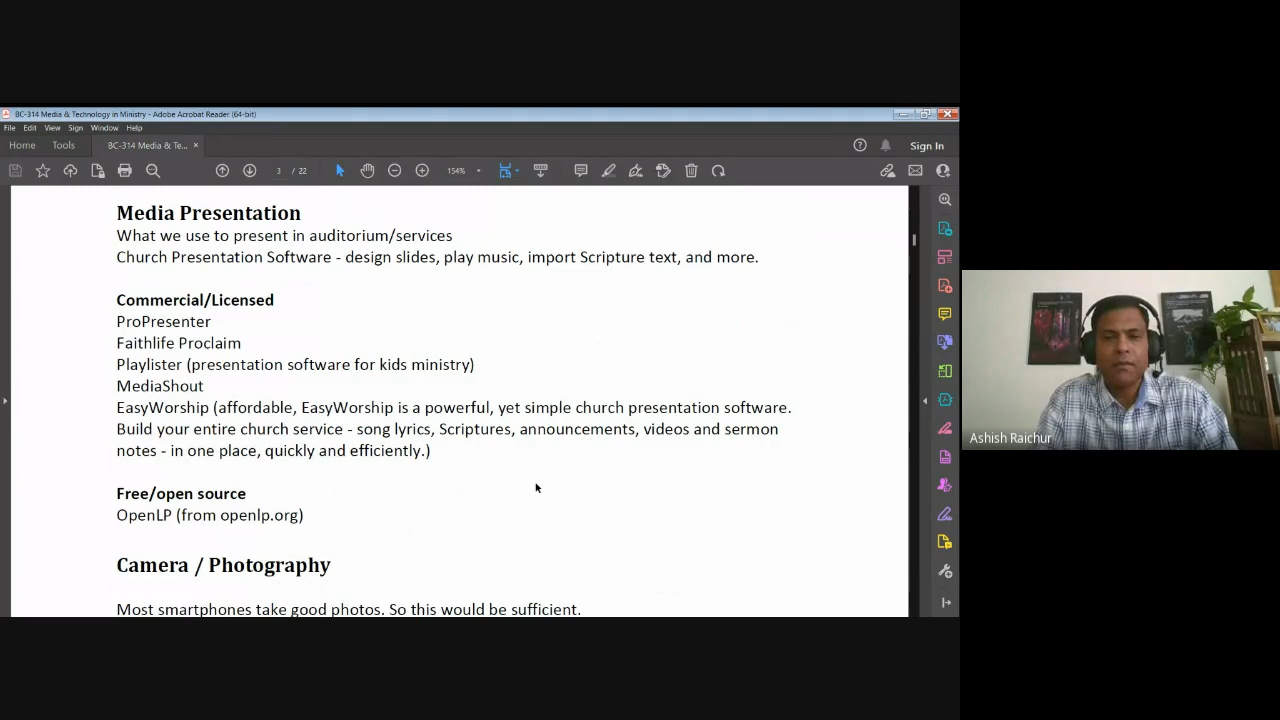 BC-314 Media & Technology in Ministry - Adobe Acrobat Reader (64-bit)
File Edit View Sign Window Help
Home Tools BC-314 Media & Te... × Sign In
3 / 22 154%
Media Presentation
What we use to present in auditorium/services
Church Presentation Software - design slides, play music, import Scripture text, and more.
Commercial/Licensed
ProPresenter
Faithlife Proclaim
Playlister (presentation software for kids ministry)
MediaShout
EasyWorship (affordable, EasyWorship is a powerful, yet simple church presentation software.
Build your entire church service - song lyrics, Scriptures, announcements, videos and sermon
notes - in one place, quickly and efficiently.)
Free/open source
OpenLP (from openlp.org)
Camera / Photography
Most smartphones take good photos. So this would be sufficient.
Ashish Raichur